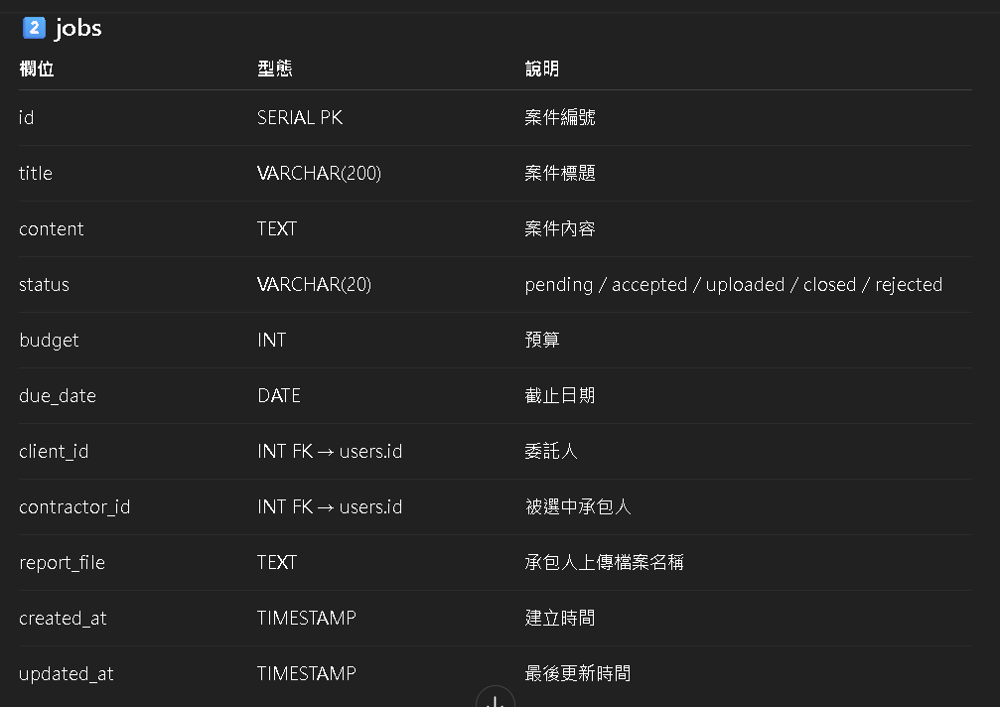 2 jobs
欄位 型態 說明
id SERIAL PK 案件編號
title VARCHAR(200) 案件標題
content TEXT 案件內容
status VARCHAR(20) pending / accepted / uploaded / closed / rejected
budget INT 預算
due_date DATE 截止日期
client_id INT FK → users.id 委託人
contractor_id INT FK → users.id 被選中承包人
report_file TEXT 承包人上傳檔案名稱
created_at TIMESTAMP 建立時間
updated_at TIMESTAMP 最後更新時間